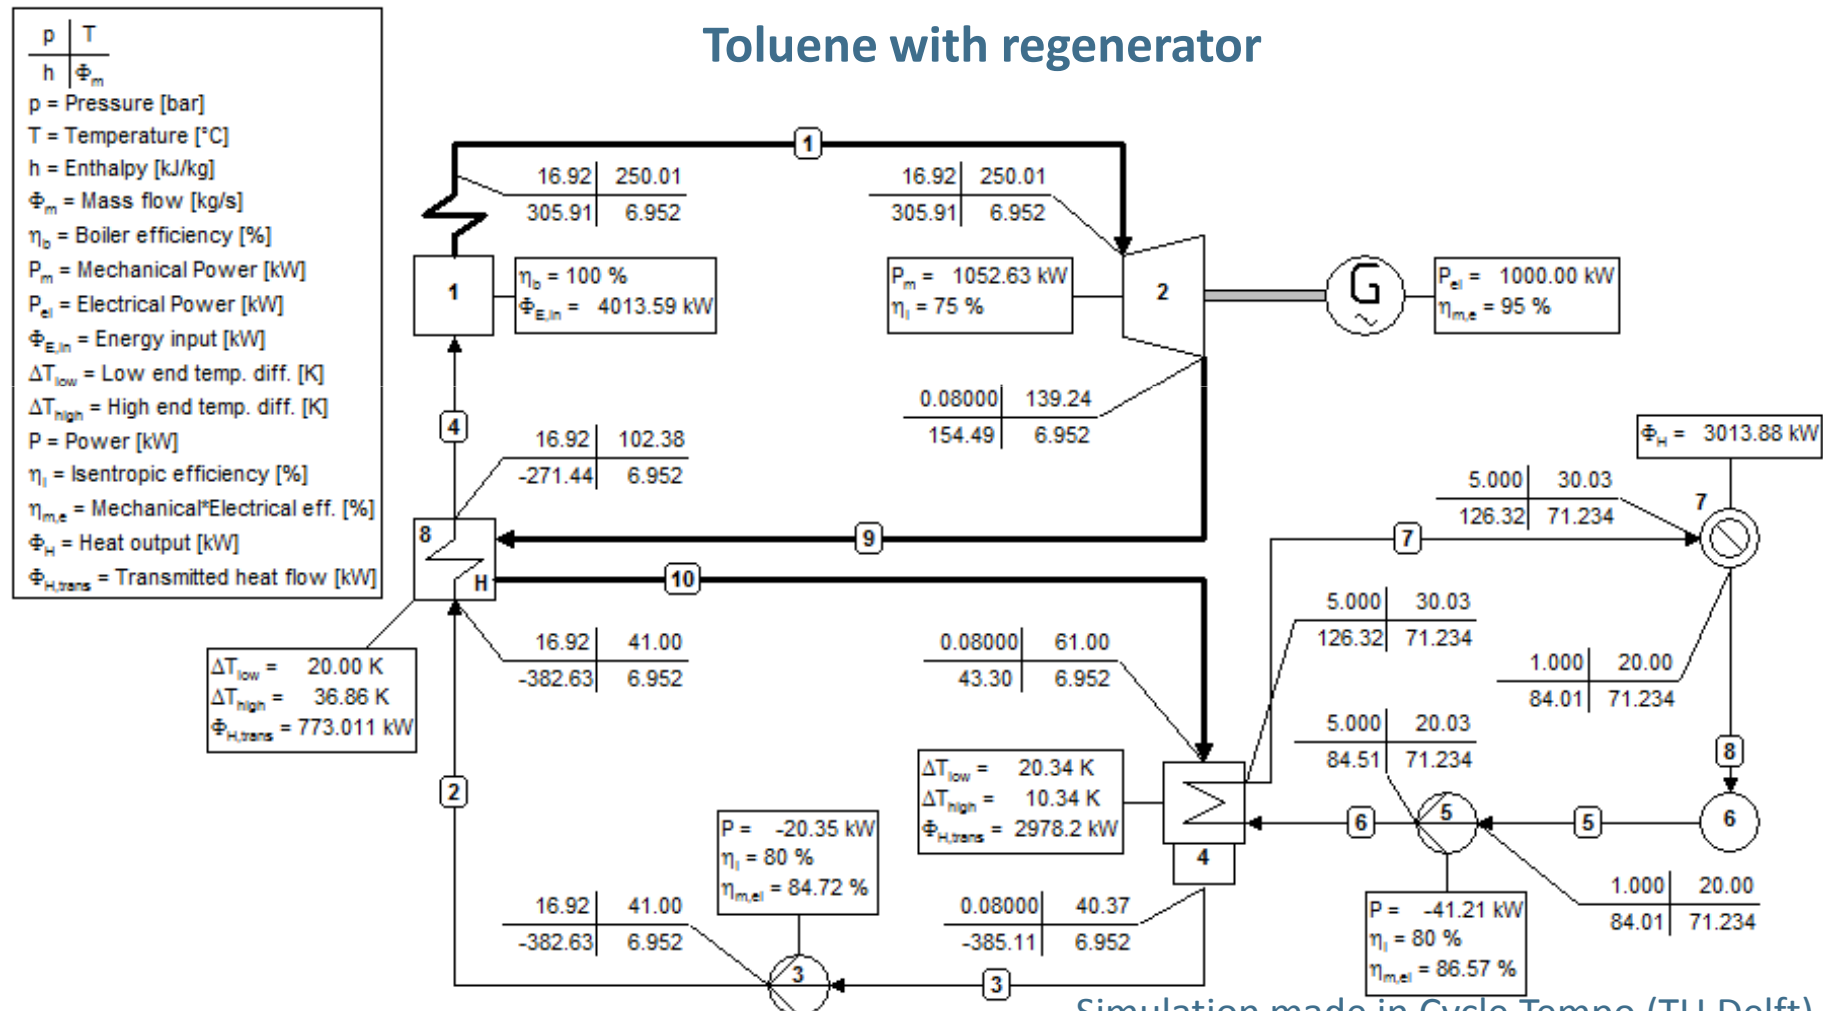 Toluene with regenerator
p T
h Φm
p = Pressure [bar]
T = Temperature [°C]
h = Enthalpy [kJ/kg]
Φm = Mass flow [kg/s]
ηb = Boiler efficiency [%]
Pm = Mechanical Power [kW]
Pel = Electrical Power [kW]
ΦE,in = Energy input [kW]
ΔTlow = Low end temp. diff. [K]
ΔThigh = High end temp. diff. [K]
P = Power [kW]
ηi = Isentropic efficiency [%]
ηm,e = Mechanical*Electrical eff. [%]
ΦH = Heat output [kW]
ΦH,trans = Transmitted heat flow [kW]
1
16.92 250.01
305.91 6.952
16.92 250.01
305.91 6.952
1
ηb = 100 %
ΦE,in = 4013.59 kW
Pm = 1052.63 kW
ηi = 75 %
2
G
~
Pel = 1000.00 kW
ηm,e = 95 %
0.08000 139.24
154.49 6.952
4
16.92 102.38
-271.44 6.952
ΦH = 3013.88 kW
5.000 30.03
126.32 71.234
7
8
H
9
7
10
16.92 41.00
-382.63 6.952
0.08000 61.00
43.30 6.952
5.000 30.03
126.32 71.234
1.000 20.00
84.01 71.234
ΔTlow = 20.00 K
ΔThigh = 36.86 K
ΦH,trans = 773.011 kW
5.000 20.03
84.51 71.234
8
2
ΔTlow = 20.34 K
ΔThigh = 10.34 K
ΦH,trans = 2978.2 kW
4
6
5
5
6
P = -20.35 kW
ηi = 80 %
ηm,el = 84.72 %
16.92 41.00
-382.63 6.952
0.08000 40.37
-385.11 6.952
1.000 20.00
84.01 71.234
P = -41.21 kW
ηi = 80 %
ηm,el = 86.57 %
3
3
Simulation made in Cycle Tempo (TU Delft)